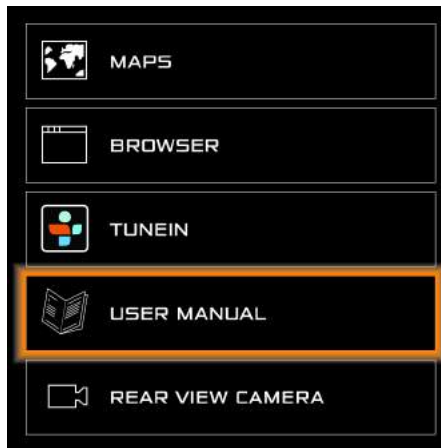 MAPS
BROWSER
TUNEIN
USER MANUAL
REAR VIEW CAMERA